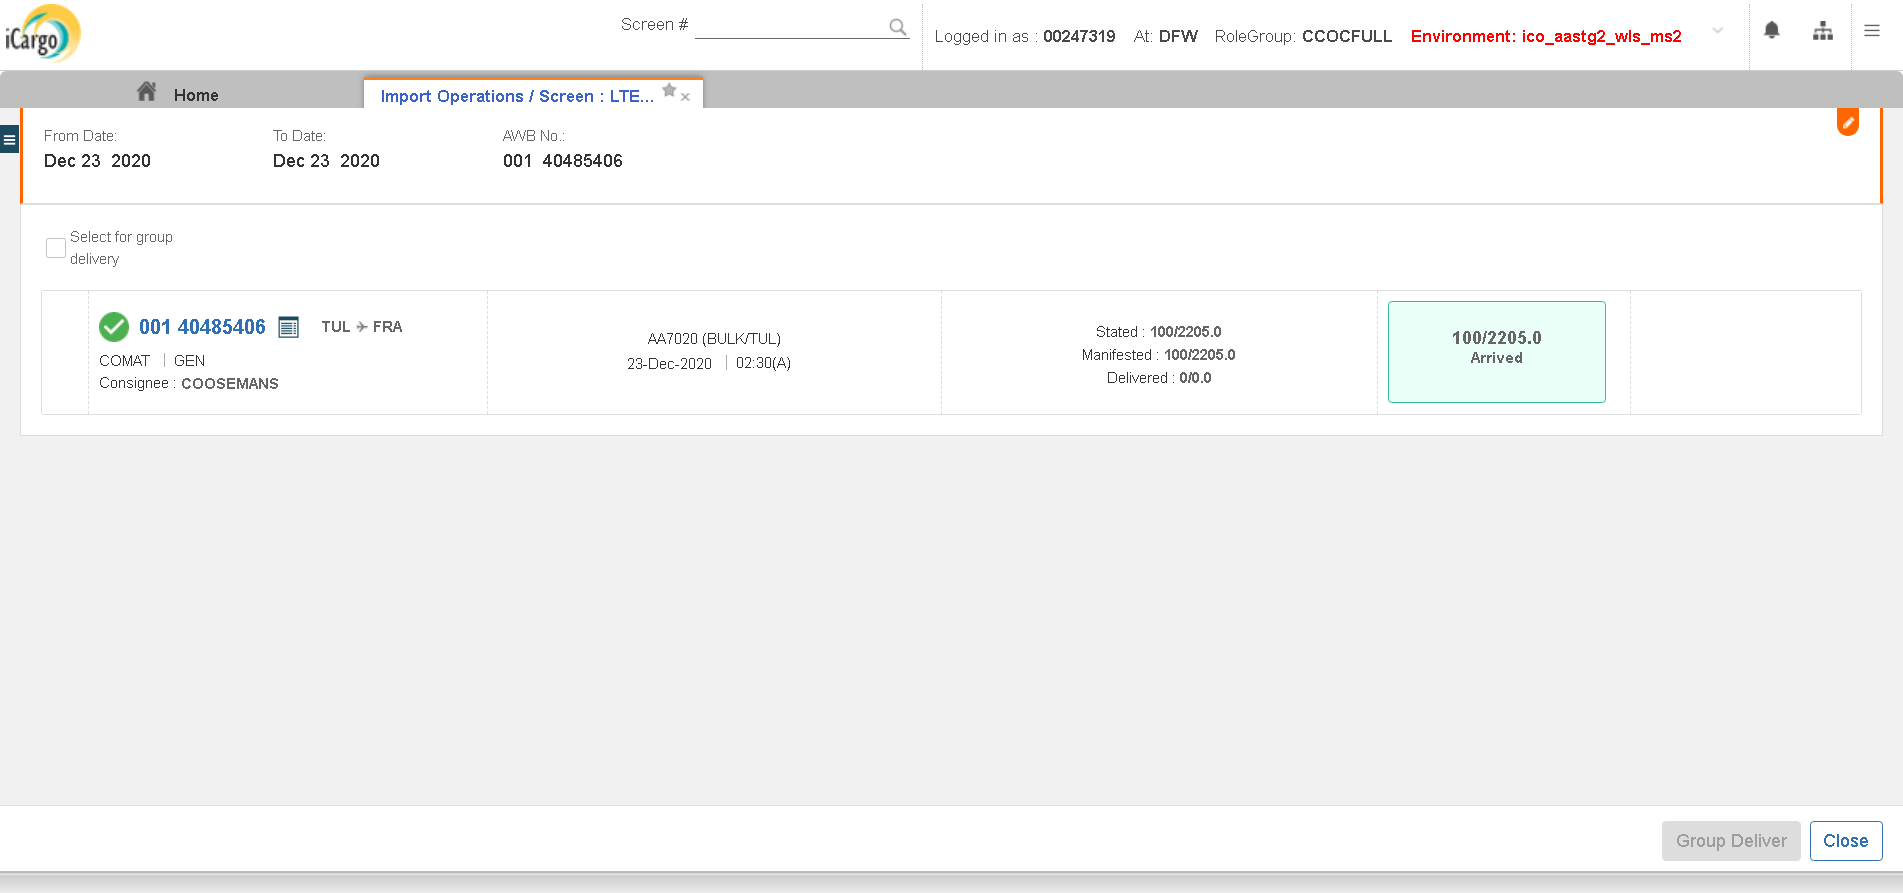 iCargo
Screen #
Logged in as : 00247319 At: DFW RoleGroup: CCOCFULL Environment: ico_aastg2_wls_ms2
Home
Import Operations / Screen : LTE...
From Date:
Dec 23 2020
To Date:
Dec 23 2020
AWB No.:
001 40485406
Select for group
delivery
001 40485406
TUL FRA
COMAT | GEN
Consignee : COOSEMANS
AA7020 (BULK/TUL)
23-Dec-2020 | 02:30(A)
Stated : 100/2205.0
Manifested : 100/2205.0
Delivered : 0/0.0
100/2205.0
Arrived
Group Deliver
Close